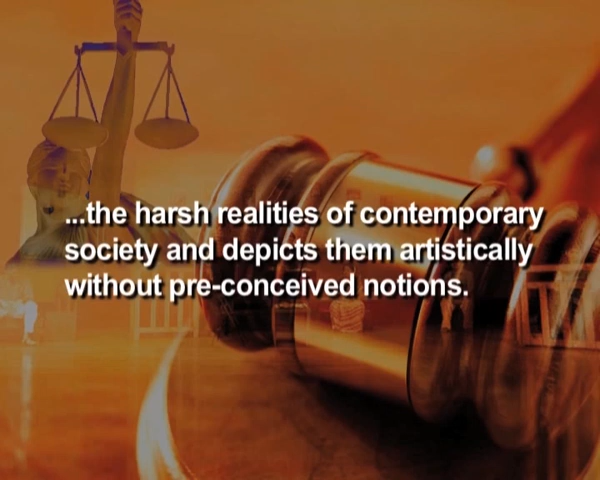 ...the harsh realities of contemporary
society and depicts them artistically
without pre-conceived notions.